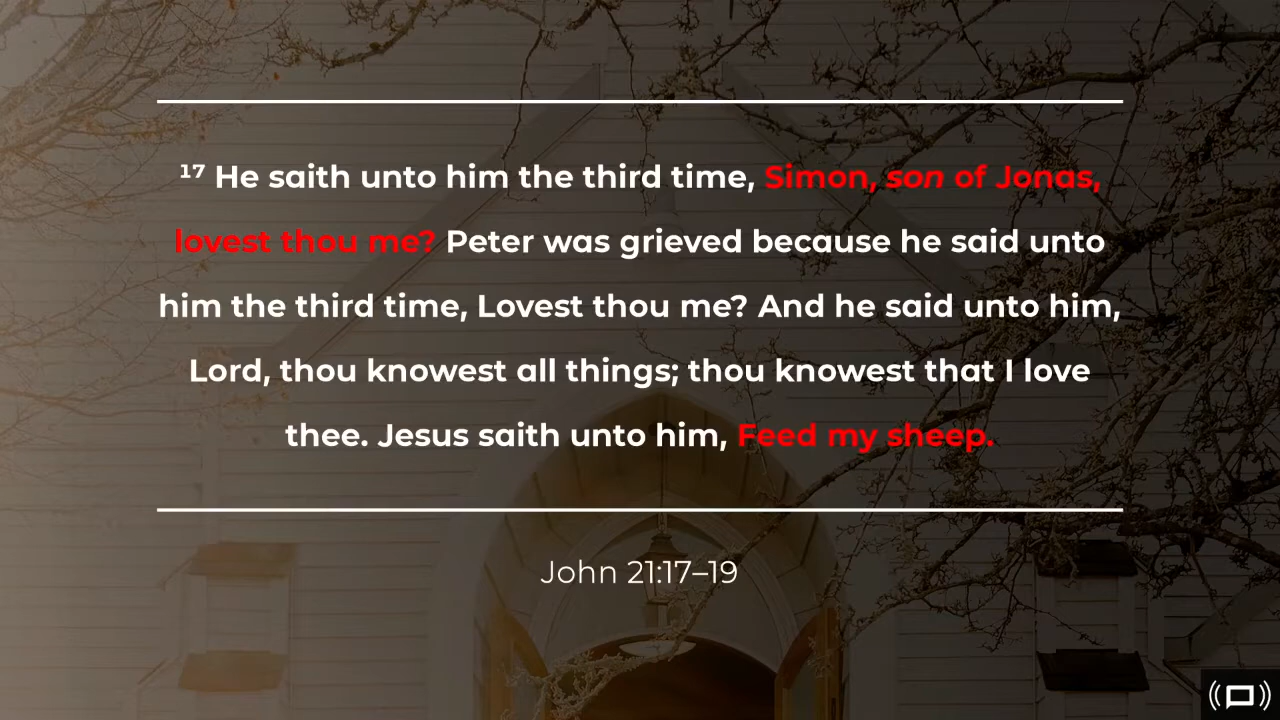 ¹⁷ He saith unto him the third time, Simon, son of Jonas,
lovest thou me? Peter was grieved because he said unto
him the third time, Lovest thou me? And he said unto him,
Lord, thou knowest all things; thou knowest that I love
thee. Jesus saith unto him, Feed my sheep.
John 21:17–19